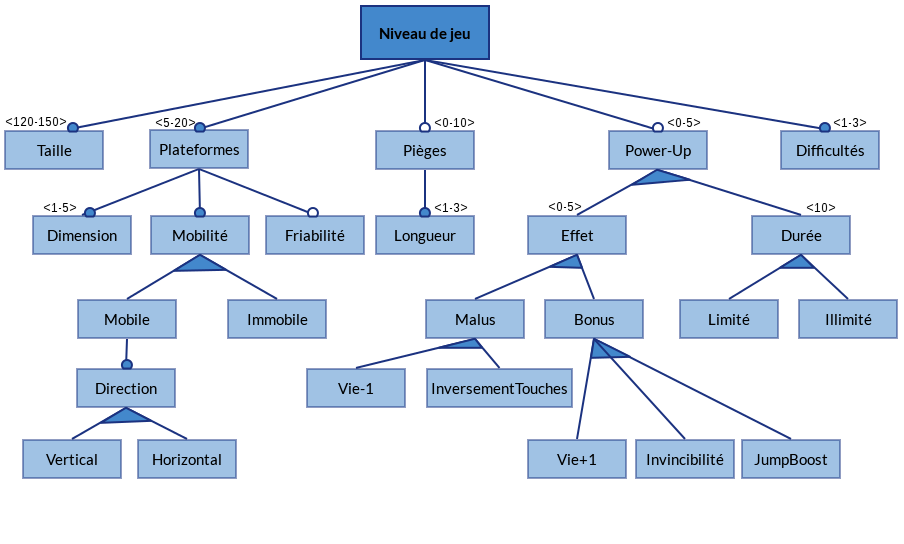 Niveau de jeu
<120-150>
<5-20>
<0-10>
<0-5>
<1-3>
Taille
Plateformes
Pièges
Power-Up
Difficultés
<1-5>
<1-3>
<0-5>
<10>
Dimension
Mobilité
Friabilité
Longueur
Effet
Durée
Mobile
Immobile
Malus
Bonus
Limité
Illimité
Direction
Vie-1
InversementTouches
Vertical
Horizontal
Vie+1
Invincibilité
JumpBoost